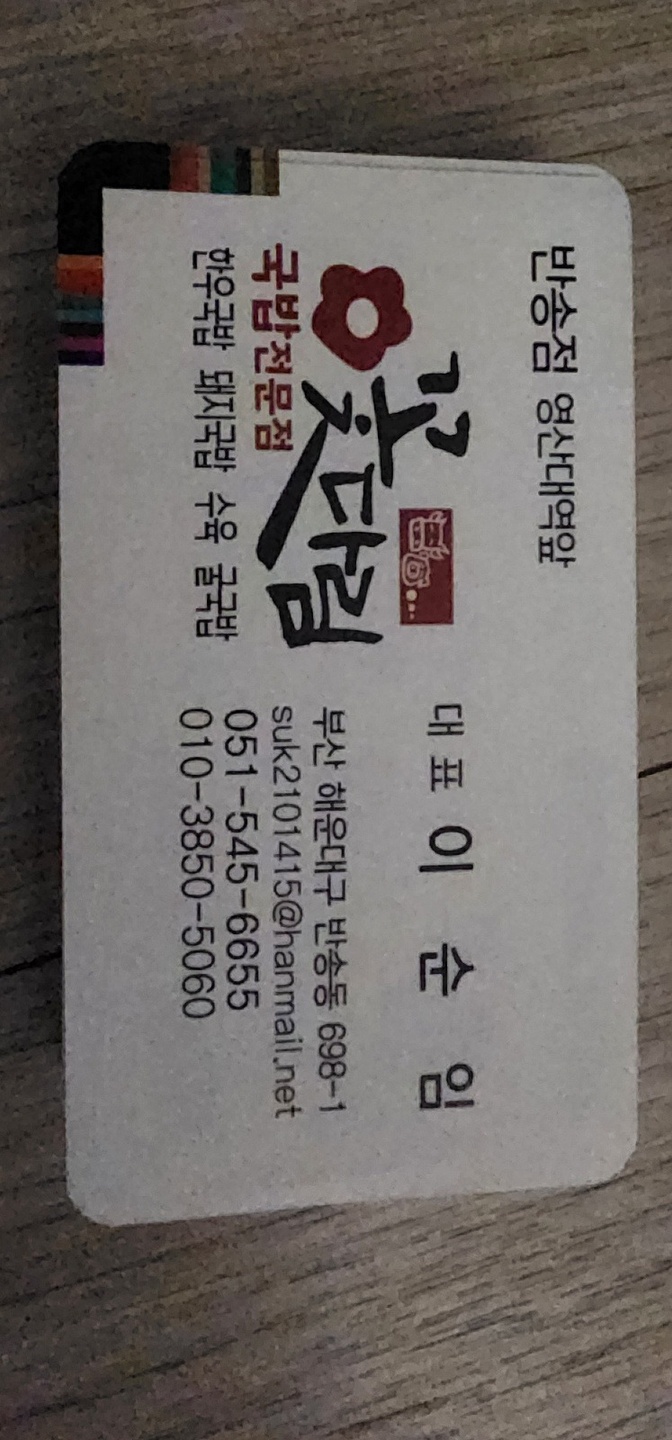 반송점 영산대역앞
꽃다림
국밥전문점
한우국밥 돼지국밥 수육 굴국밥
대표 이순임
부산 해운대구 반송동 698-1
suk2101415@hanmail.net
051-545-6655
010-3850-5060